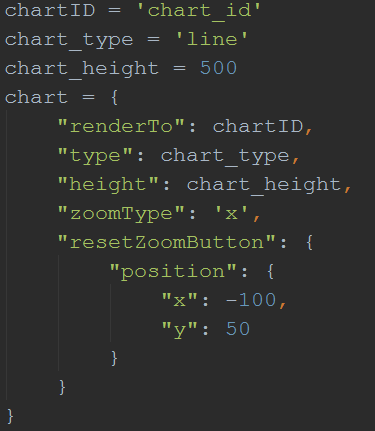 chartID = 'chart_id'
chart_type = 'line'
chart_height = 500
chart = {
    "renderTo": chartID,
    "type": chart_type,
    "height": chart_height,
    "zoomType": 'x',
    "resetZoomButton": {
        "position": {
            "x": -100,
            "y": 50
        }
    }
}